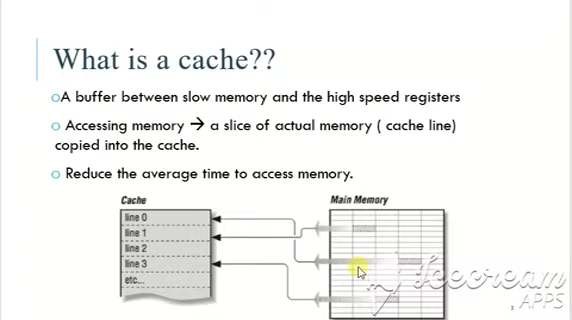 What is a cache??
A buffer between slow memory and the high speed registers
Accessing memory → a slice of actual memory ( cache line)
copied into the cache.
Reduce the average time to access memory.
Cache
Main Memory
line 0
line 1
line 2
line 3
etc...
Icecream
APPS